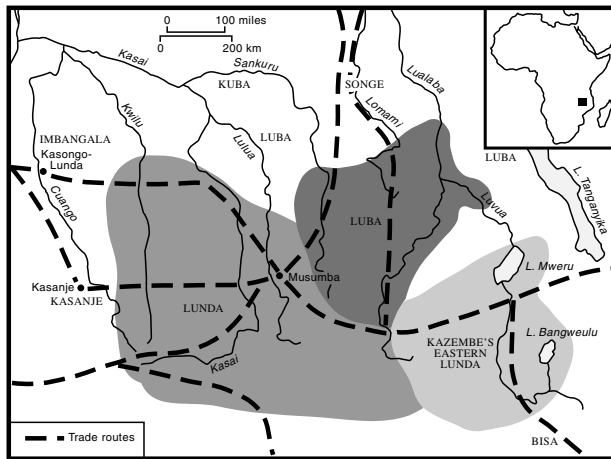 0 100 miles
0 200 km
Kasai
Sankuru
KUBA
SONGE
Lualaba
Lomami
Kwilu
Lulua
LUBA
IMBANGALA
Kasongo-
Lunda
Cuango
LUBA
L. Tanganyika
LUBA
Luvua
Musumba
L. Mweru
Kasanje
KASANJE
LUNDA
L. Bangweulu
KAZEMBE'S
EASTERN
LUNDA
Kasai
Trade routes
BISA